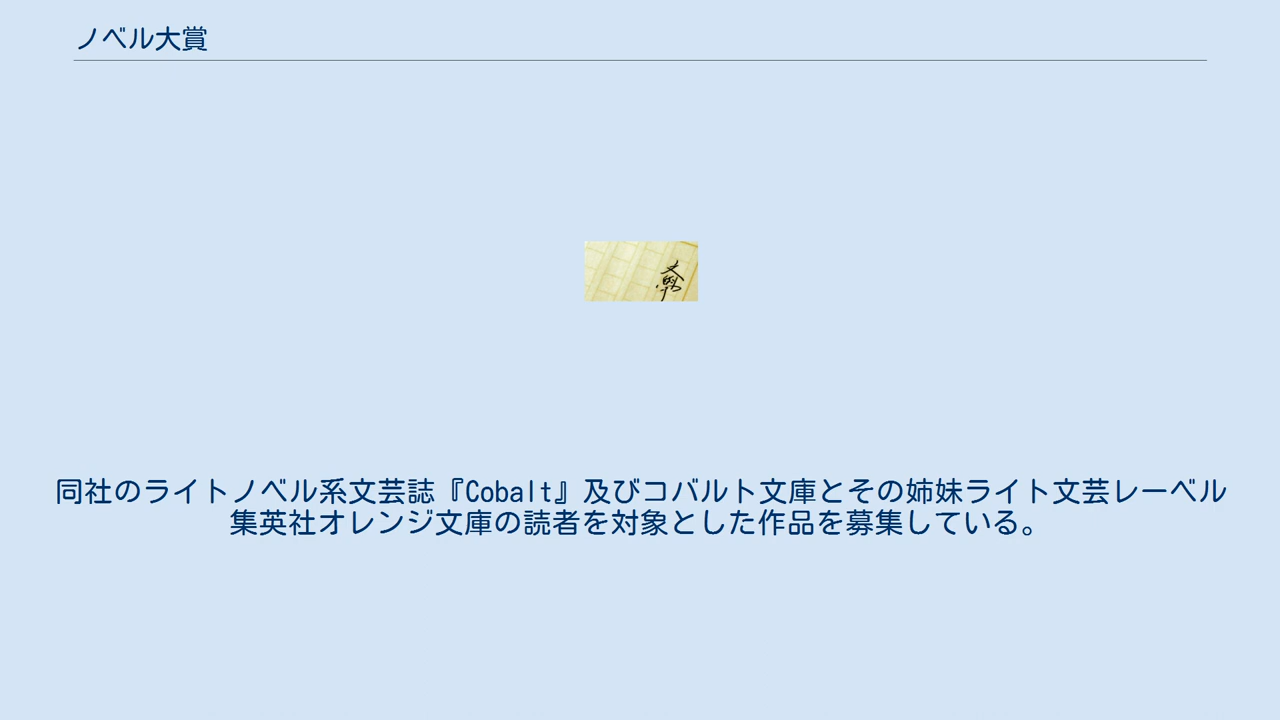 ノベル大賞
同社のライトノベル系文芸誌『Cobalt』及びコバルト文庫とその姉妹ライト文芸レーベル
集英社オレンジ文庫の読者を対象とした作品を募集している。